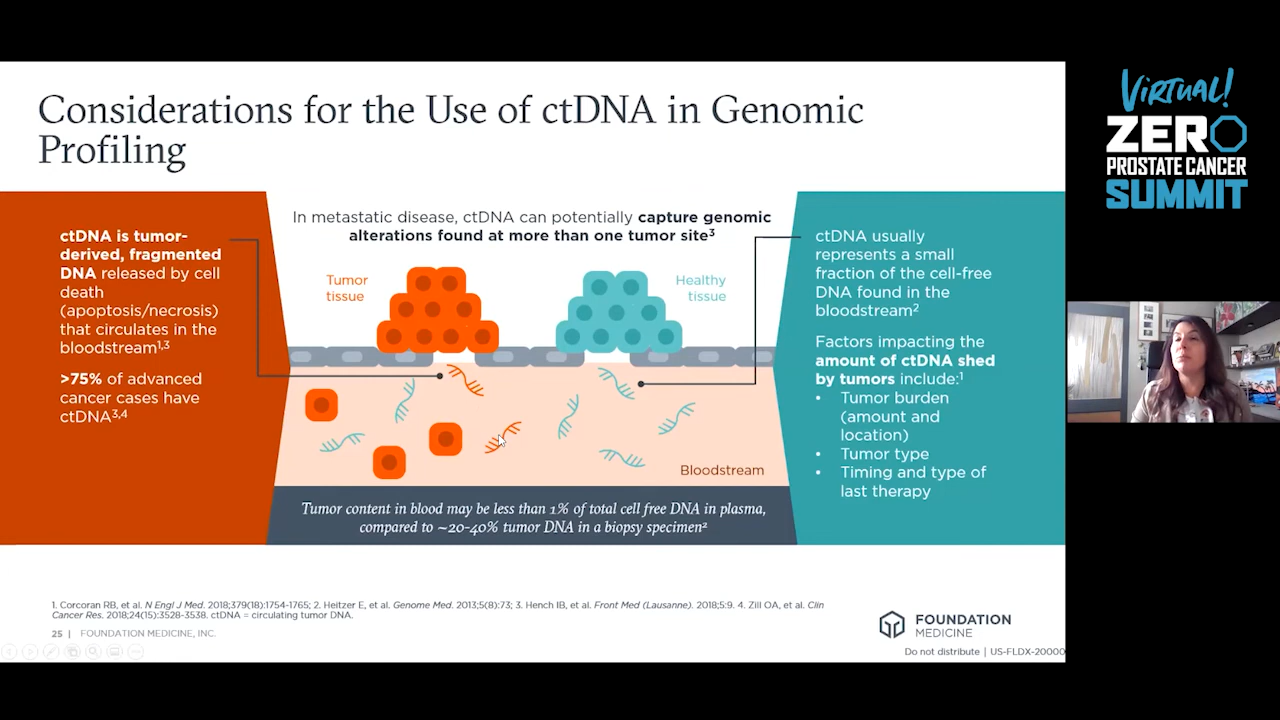 Considerations for the Use of ctDNA in Genomic
Profiling
ctDNA is tumor-
derived, fragmented
DNA released by cell
death
(apoptosis/necrosis)
that circulates in the
bloodstream1,3
>75% of advanced
cancer cases have
ctDNA3,4
In metastatic disease, ctDNA can potentially capture genomic
alterations found at more than one tumor site3
Tumor
tissue
Healthy
tissue
Bloodstream
Tumor content in blood may be less than 1% of total cell free DNA in plasma,
compared to ~20-40% tumor DNA in a biopsy specimen2
ctDNA usually
represents a small
fraction of the cell-free
DNA found in the
bloodstream2
Factors impacting the
amount of ctDNA shed
by tumors include:1
• Tumor burden
(amount and
location)
• Tumor type
• Timing and type of
last therapy
1. Corcoran RB, et al. N Engl J Med. 2018;379(18):1754-1765; 2. Heitzer E, et al. Genome Med. 2013;5(8):73; 3. Hench IB, et al. Front Med (Lausanne). 2018;5:9. 4. Zill OA, et al. Clin
Cancer Res. 2018;24(15):3528-3538. ctDNA = circulating tumor DNA.
25 | FOUNDATION MEDICINE, INC.
FOUNDATION
MEDICINE
Do not distribute | US-FLDX-20000
VIRTUAL!
ZERO
PROSTATE CANCER
SUMMIT